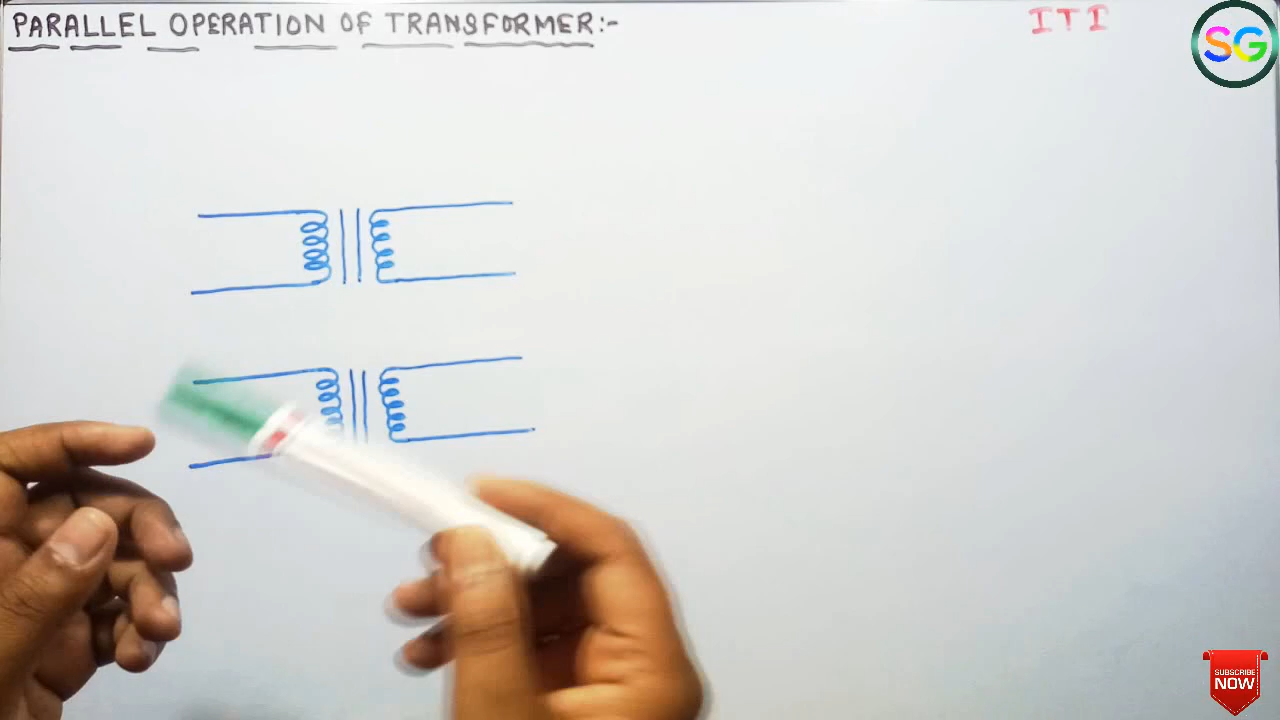 PARALLEL OPERATION OF TRANSFORMER:-
ITI
SG
SUBSCRIBE
NOW